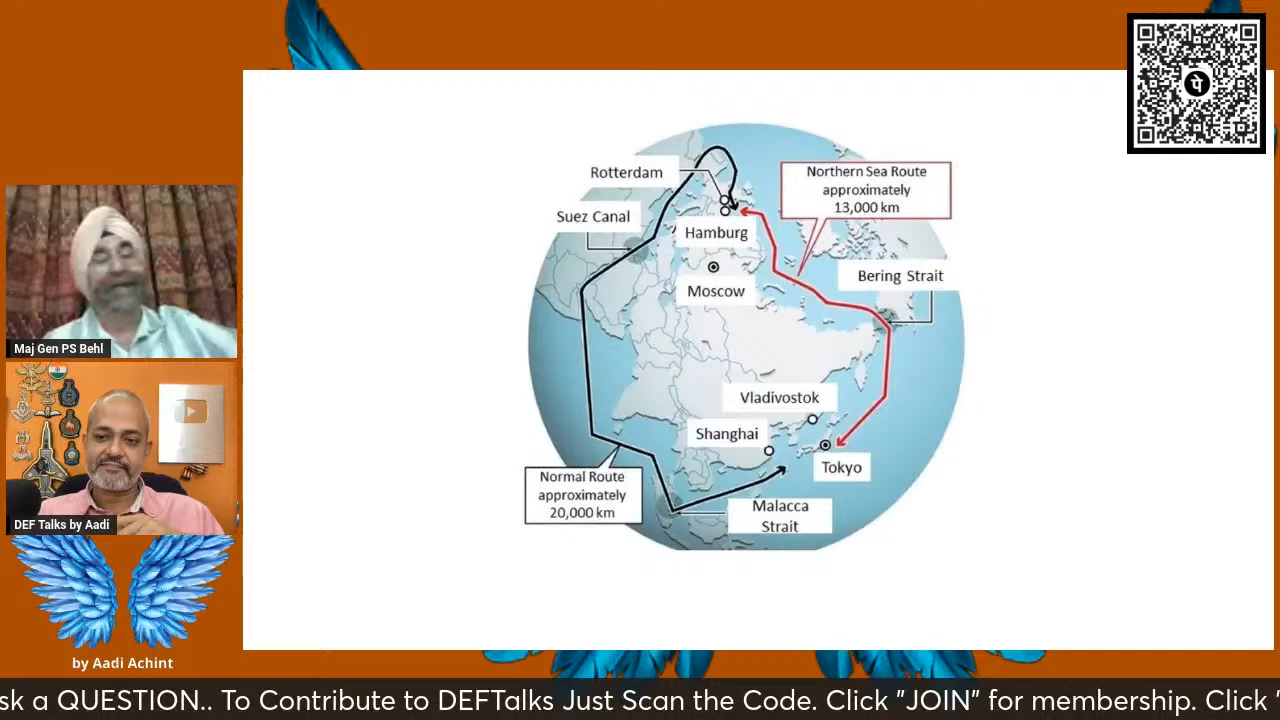 Rotterdam
Suez Canal
Hamburg
Moscow
Northern Sea Route
approximately
13,000 km
Bering Strait
Vladivostok
Shanghai
Tokyo
Normal Route
approximately
20,000 km
Malacca
Strait
पे
Maj Gen PS Behl
DEF Talks by Aadi
by Aadi Achint
sk a QUESTION.. To Contribute to DEFTalks Just Scan the Code. Click "JOIN" for membership. Click "